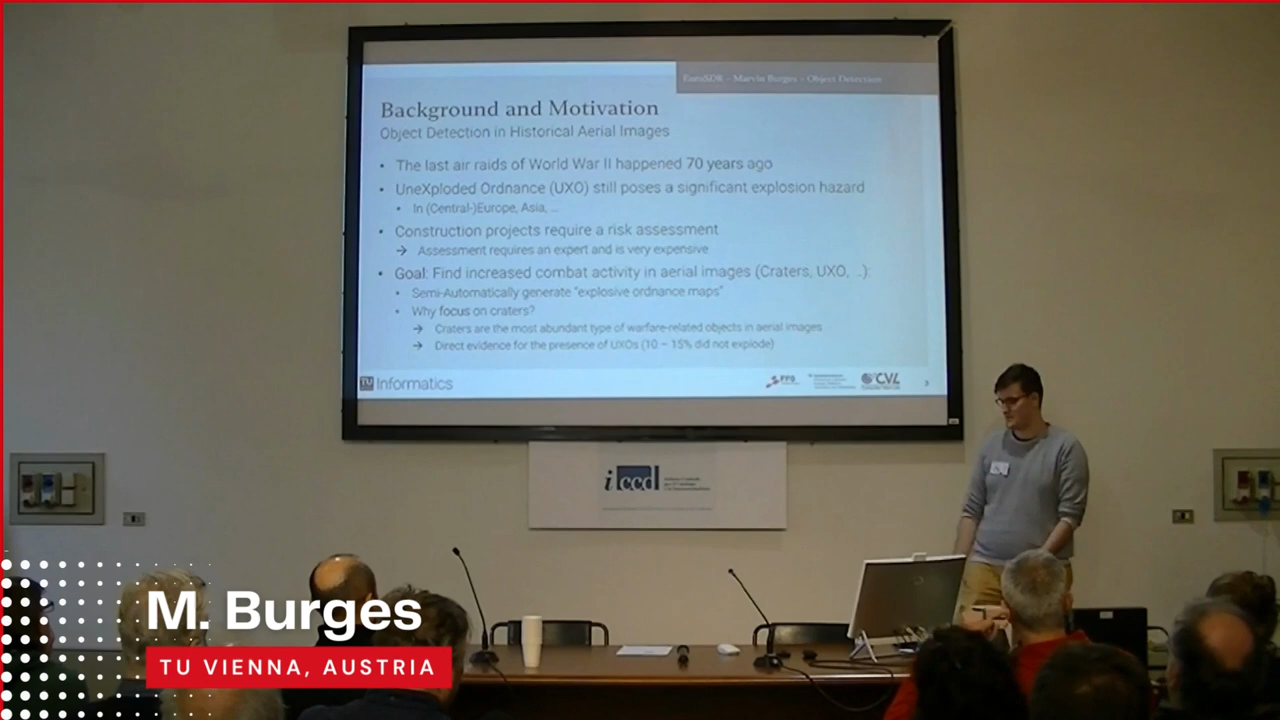 EuroSDR - Marvin Burges - Object Detection
Background and Motivation
Object Detection in Historical Aerial Images
• The last air raids of World War II happened 70 years ago
• UneXploded Ordnance (UXO) still poses a significant explosion hazard
• In (Central-)Europe, Asia, ...
• Construction projects require a risk assessment
→ Assessment requires an expert and is very expensive
• Goal: Find increased combat activity in aerial images (Craters, UXO, ..):
• Semi-Automatically generate "explosive ordnance maps"
• Why focus on craters?
→ Craters are the most abundant type of warfare-related objects in aerial images
→ Direct evidence for the presence of UXOs (10 – 15% did not explode)
TU Informatics
FFG
CVL
3
iccd
M. Burges
TU VIENNA, AUSTRIA